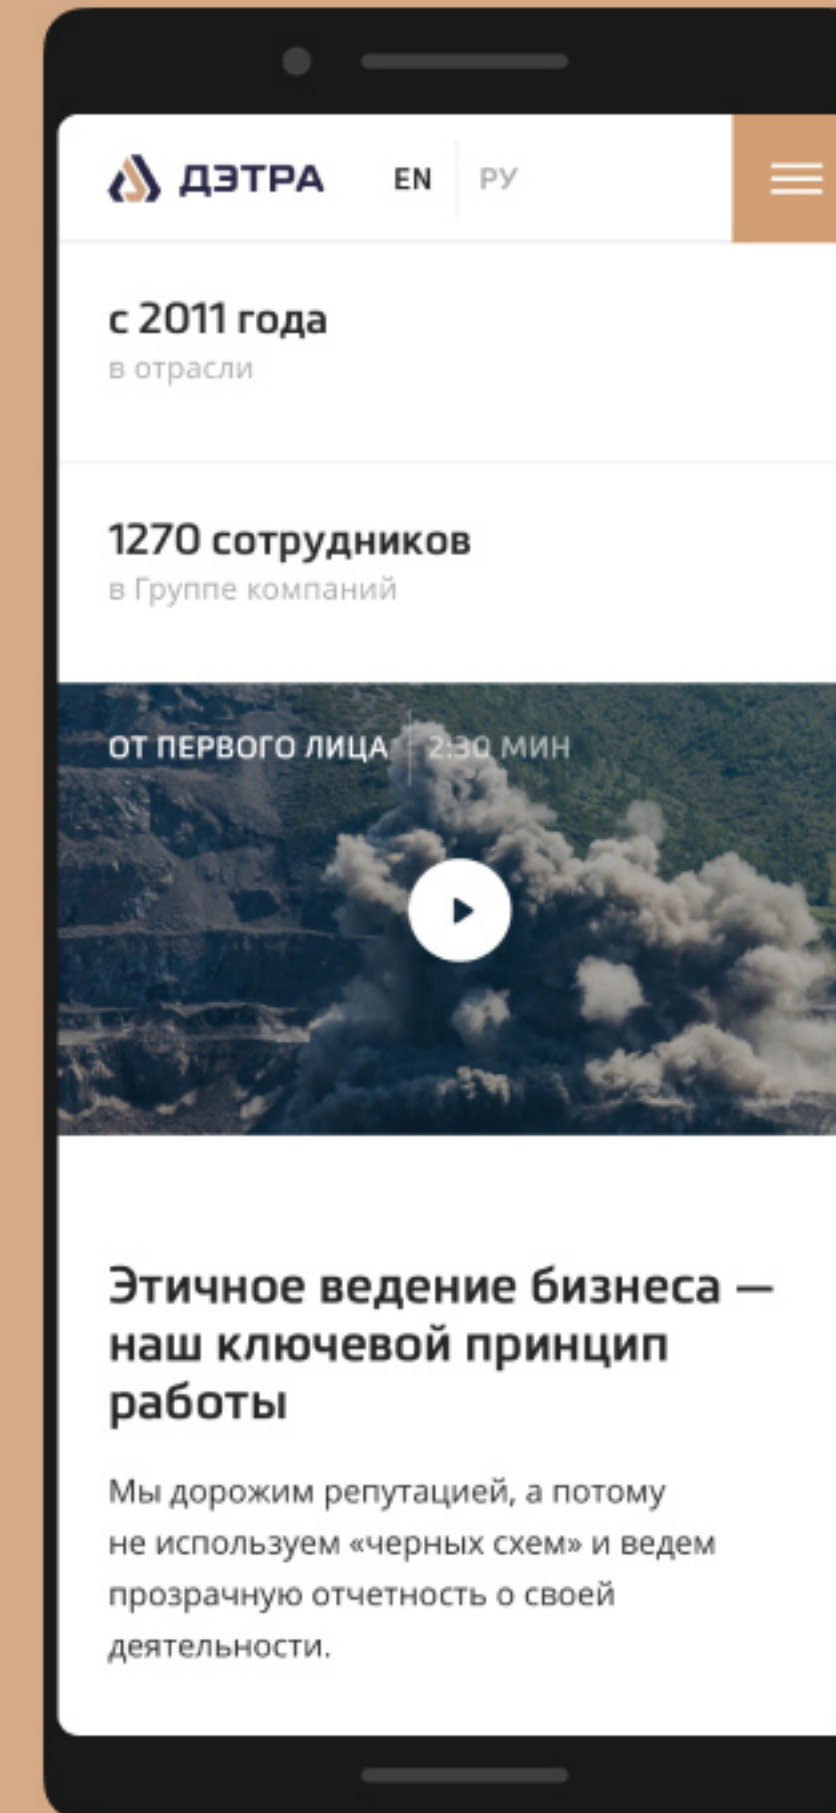 ДЭТРА EN РУ
с 2011 года
в отрасли
1270 сотрудников
в Группе компаний
ОТ ПЕРВОГО ЛИЦА 2:30 МИН
Этичное ведение бизнеса —
наш ключевой принцип
работы
Мы дорожим репутацией, а потому
не используем «черных схем» и ведем
прозрачную отчетность о своей
деятельности.